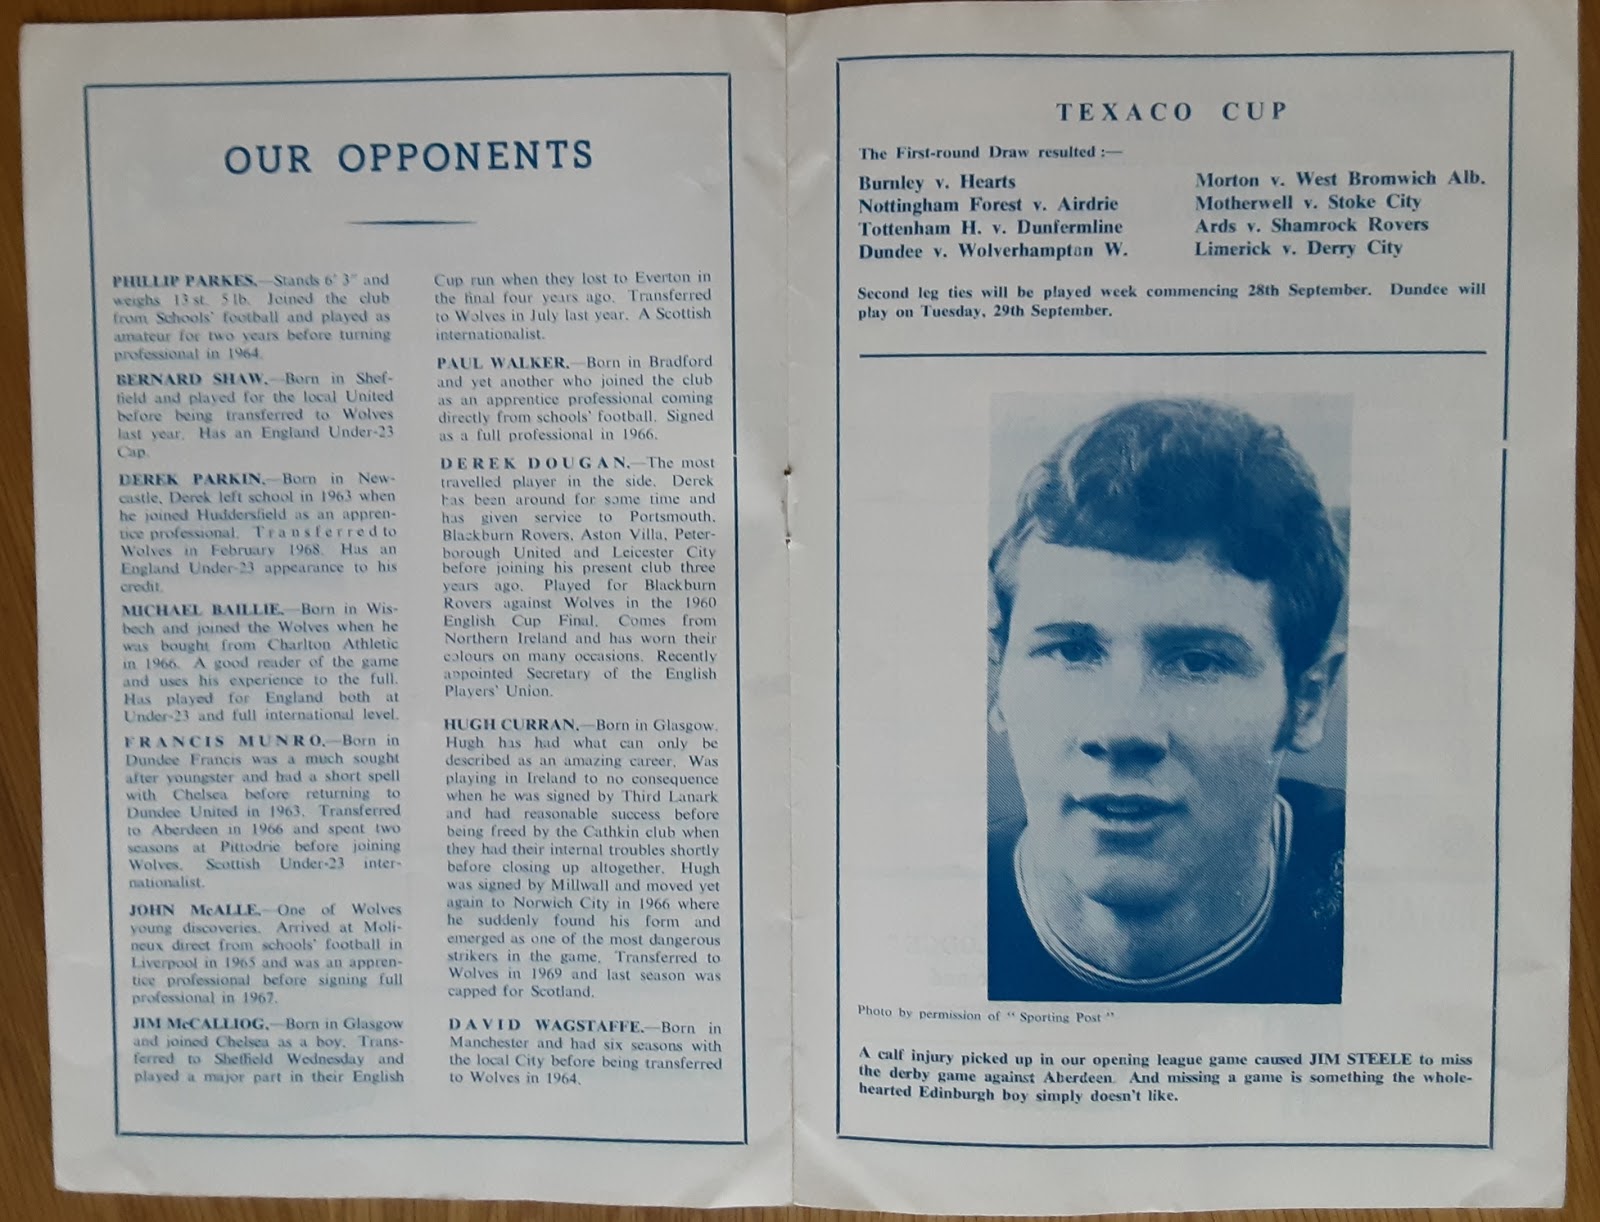 OUR OPPONENTS
PHILLIP PARKES.—Stands 6' 3" and
weighs 13 st. 5 lb. Joined the club
from Schools' football and played as
amateur for two years before turning
professional in 1964.
BERNARD SHAW.—Born in Shef-
field and played for the local United
before being transferred to Wolves
last year. Has an England Under-23
Cap.
DEREK PARKIN.—Born in New-
castle, Derek left school in 1963 when
he joined Huddersfield as an appren-
tice professional. Transferred to
Wolves in February 1968. Has an
England Under-23 appearance to his
credit.
MICHAEL BAILLIE.—Born in Wis-
bech and joined the Wolves when he
was bought from Charlton Athletic
in 1966. A good reader of the game
and uses his experience to the full.
Has played for England both at
Under-23 and full international level.
FRANCIS MUNRO.—Born in
Dundee Francis was a much sought
after youngster and had a short spell
with Chelsea before returning to
Dundee United in 1963. Transferred
to Aberdeen in 1966 and spent two
seasons at Pittodrie before joining
Wolves. Scottish Under-23 inter-
nationalist.
JOHN McALLE.—One of Wolves
young discoveries. Arrived at Moli-
neux direct from schools' football in
Liverpool in 1965 and was an appren-
tice professional before signing full
professional in 1967.
JIM McCALLIOG.—Born in Glasgow
and joined Chelsea as a boy. Trans-
ferred to Sheffield Wednesday and
played a major part in their English
Cup run when they lost to Everton in
the final four years ago. Transferred
to Wolves in July last year. A Scottish
internationalist.
PAUL WALKER.—Born in Bradford
and yet another who joined the club
as an apprentice professional coming
directly from schools' football. Signed
as a full professional in 1966.
DEREK DOUGAN.—The most
travelled player in the side. Derek
has been around for some time and
has given service to Portsmouth,
Blackburn Rovers, Aston Villa, Peter-
borough United and Leicester City
before joining his present club three
years ago. Played for Blackburn
Rovers against Wolves in the 1960
English Cup Final. Comes from
Northern Ireland and has worn their
colours on many occasions. Recently
appointed Secretary of the English
Players' Union.
HUGH CURRAN.—Born in Glasgow.
Hugh has had what can only be
described as an amazing career. Was
playing in Ireland to no consequence
when he was signed by Third Lanark
and had reasonable success before
being freed by the Cathkin club when
they had their internal troubles shortly
before closing up altogether. Hugh
was signed by Millwall and moved yet
again to Norwich City in 1966 where
he suddenly found his form and
emerged as one of the most dangerous
strikers in the game. Transferred to
Wolves in 1969 and last season was
capped for Scotland.
DAVID WAGSTAFFE.—Born in
Manchester and had six seasons with
the local City before being transferred
to Wolves in 1964.
TEXACO CUP
The First-round Draw resulted :—
Burnley v. Hearts
Nottingham Forest v. Airdrie
Tottenham H. v. Dunfermline
Dundee v. Wolverhampton W.
Morton v. West Bromwich Alb.
Motherwell v. Stoke City
Ards v. Shamrock Rovers
Limerick v. Derry City
Second leg ties will be played week commencing 28th September. Dundee will
play on Tuesday, 29th September.
Photo by permission of "Sporting Post"
A calf injury picked up in our opening league game caused JIM STEELE to miss
the derby game against Aberdeen. And missing a game is something the whole-
hearted Edinburgh boy simply doesn't like.